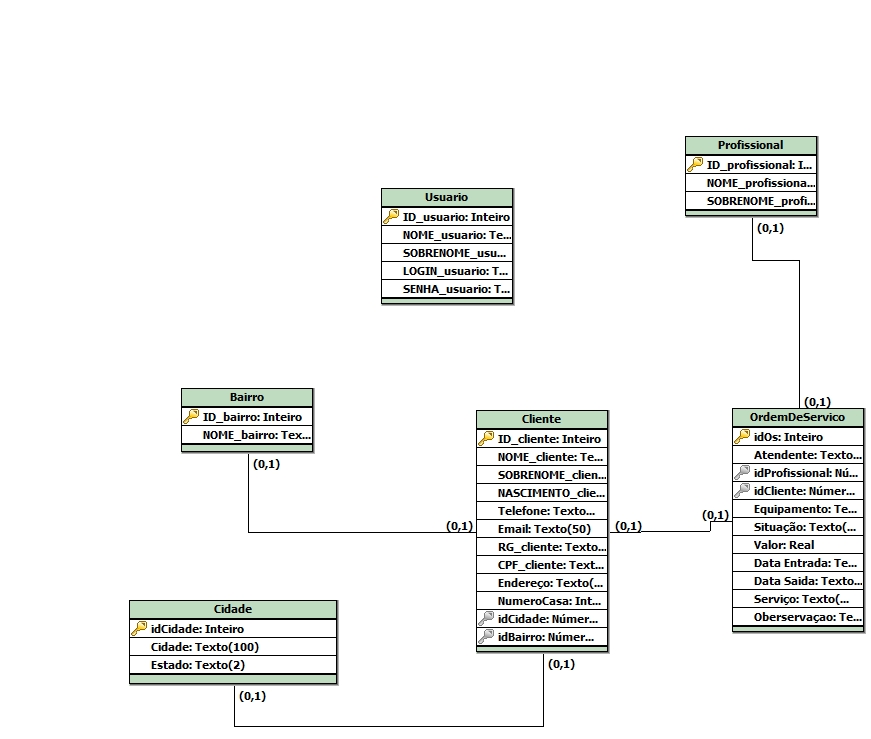 Profissional
ID_profissional: I...
NOME_profissiona...
SOBRENOME_profi...
(0,1)
Usuario
ID_usuario: Inteiro
NOME_usuario: Te...
SOBRENOME_usu...
LOGIN_usuario: T...
SENHA_usuario: T...
Bairro
ID_bairro: Inteiro
NOME_bairro: Tex...
(0,1)
(0,1)
Cliente
ID_cliente: Inteiro
NOME_cliente: Te...
SOBRENOME_clien...
NASCIMENTO_clie...
Telefone: Texto...
Email: Texto(50)
RG_cliente: Texto...
CPF_cliente: Text...
Endereço: Texto(...
NumeroCasa: Int...
idCidade: Númer...
idBairro: Númer...
(0,1)
(0,1)
(0,1)
(0,1)
OrdemDeServico
idOs: Inteiro
Atendente: Texto...
idProfissional: Nú...
idCliente: Númer...
Equipamento: Te...
Situação: Texto(...
Valor: Real
Data Entrada: Te...
Data Saida: Texto...
Serviço: Texto(...
Oberservaçao: Te...
Cidade
idCidade: Inteiro
Cidade: Texto(100)
Estado: Texto(2)
(0,1)